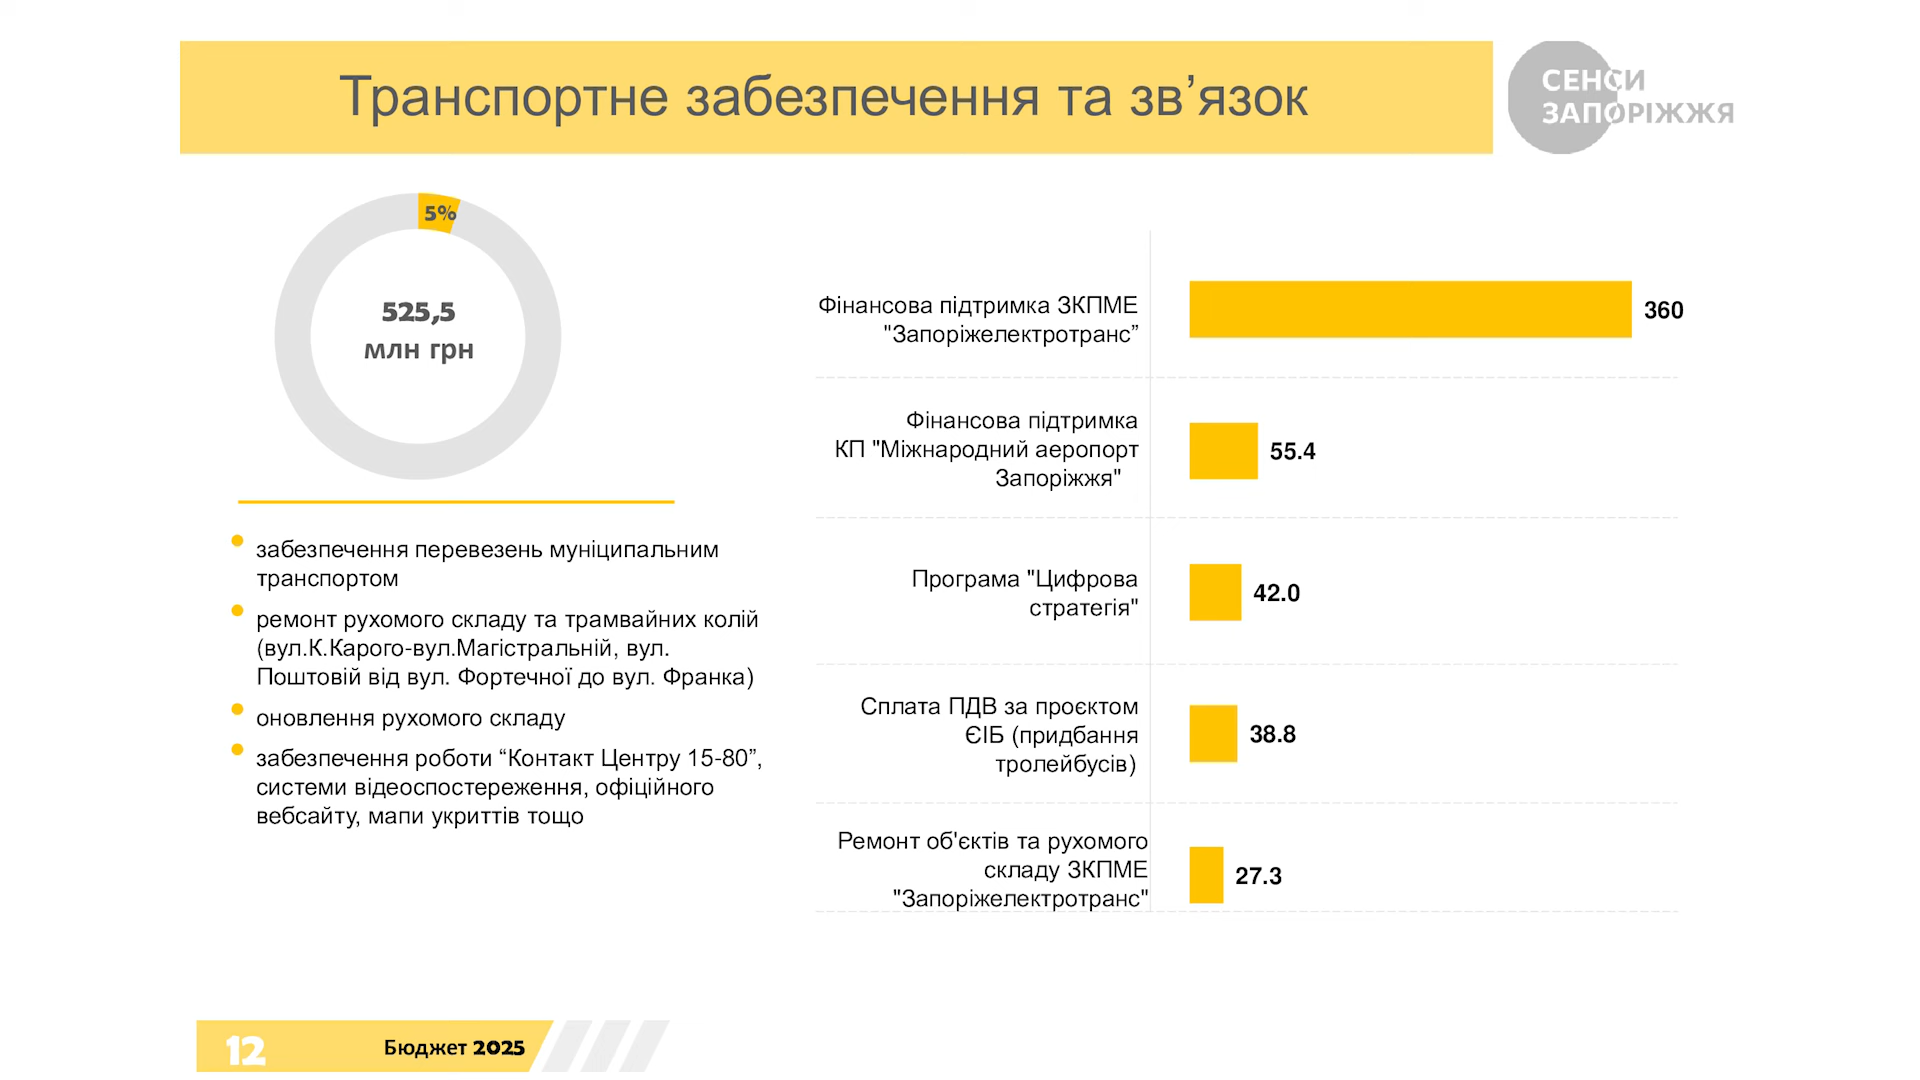 Транспортне забезпечення та зв’язок
СЕНСИ
ЗАПОРІЖЖЯ
5%
525,5
млн грн
забезпечення перевезень муніципальним
транспортом
ремонт рухомого складу та трамвайних колій
(вул.К.Карого-вул.Магістральній, вул.
Поштовій від вул. Фортечної до вул. Франка)
оновлення рухомого складу
забезпечення роботи “Контакт Центру 15-80”,
системи відеоспостереження, офіційного
вебсайту, мапи укриттів тощо
Фінансова підтримка ЗКПМЕ
"Запоріжелектротранс”
360
Фінансова підтримка
КП "Міжнародний аеропорт
Запоріжжя"
55.4
Програма "Цифрова
стратегія"
42.0
Сплата ПДВ за проєктом
ЄІБ (придбання
тролейбусів)
38.8
Ремонт об'єктів та рухомого
складу ЗКПМЕ
"Запоріжелектротранс"
27.3
12
Бюджет 2025